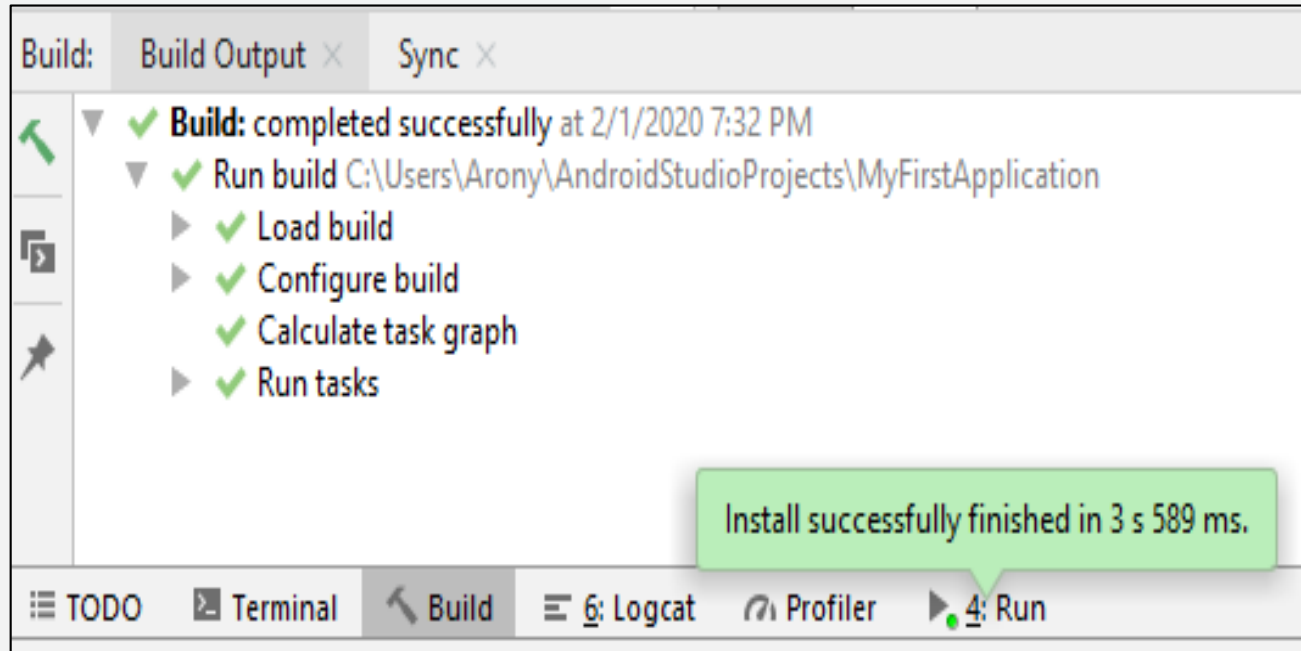 Build: Build Output Sync
Build: completed successfully at 2/1/2020 7:32 PM
Run build C:\Users\Arony\AndroidStudioProjects\MyFirstApplication
Load build
Configure build
Calculate task graph
Run tasks
Install successfully finished in 3 s 589 ms.
TODO Terminal Build 6: Logcat Profiler 4: Run